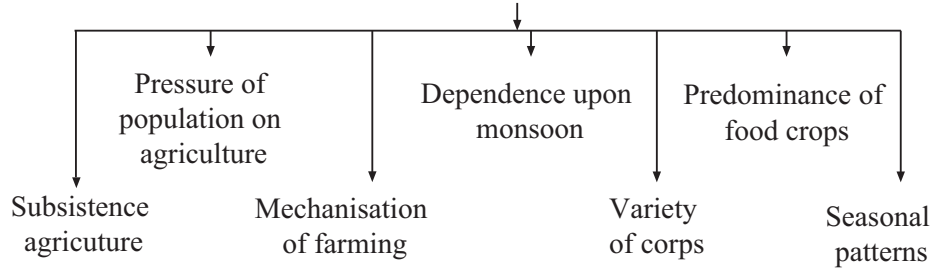 Pressure of
population on
agriculture
Dependence upon
monsoon
Predominance of
food crops
Subsistence
agricuture
Mechanisation
of farming
Variety
of corps
Seasonal
patterns